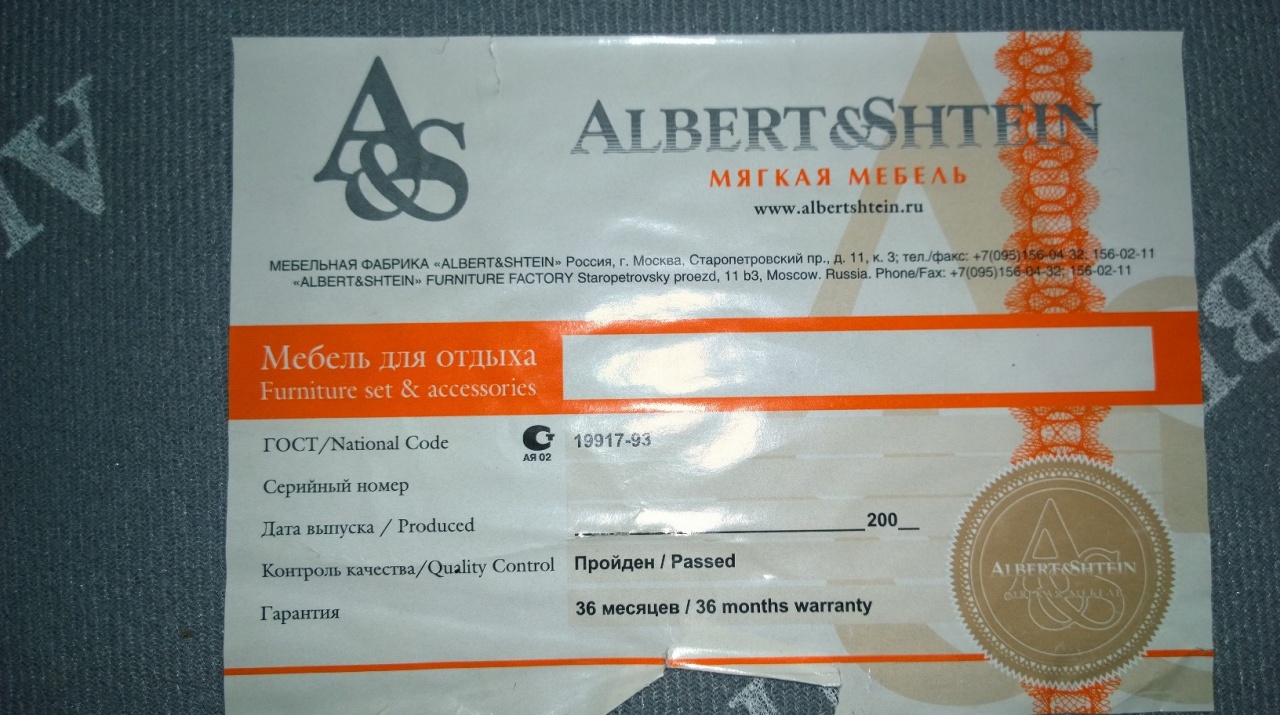 A&S
ALBERT&SHTEIN
МЯГКАЯ МЕБЕЛЬ
www.albertshtein.ru
МЕБЕЛЬНАЯ ФАБРИКА «ALBERT&SHTEIN» Россия, г. Москва, Старопетровский пр., д. 11, к. 3; тел./факс: +7(095)156-04-32; 156-02-11
«ALBERT&SHTEIN» FURNITURE FACTORY Staropetrovsky proezd, 11 b3, Moscow. Russia. Phone/Fax: +7(095)156-04-32; 156-02-11
Мебель для отдыха
Furniture set & accessories
ГОСТ/National Code АЯ 02 19917-93
Серийный номер
Дата выпуска / Produced ____________________200__
Контроль качества/Quality Control Пройден / Passed
Гарантия 36 месяцев / 36 months warranty
A&S
ALBERT&SHTEIN
МЯГКАЯ МЕБЕЛЬ